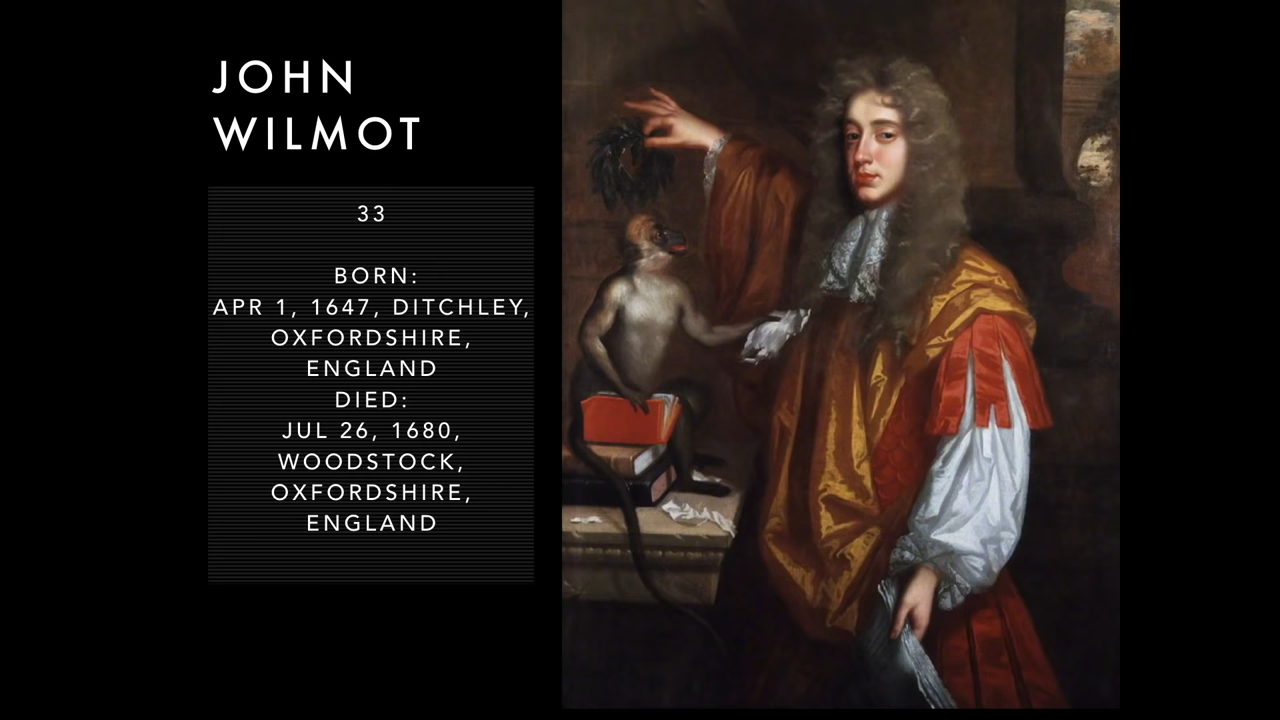 JOHN
WILMOT
33
BORN:
APR 1, 1647, DITCHLEY,
OXFORDSHIRE,
ENGLAND
DIED:
JUL 26, 1680,
WOODSTOCK,
OXFORDSHIRE,
ENGLAND